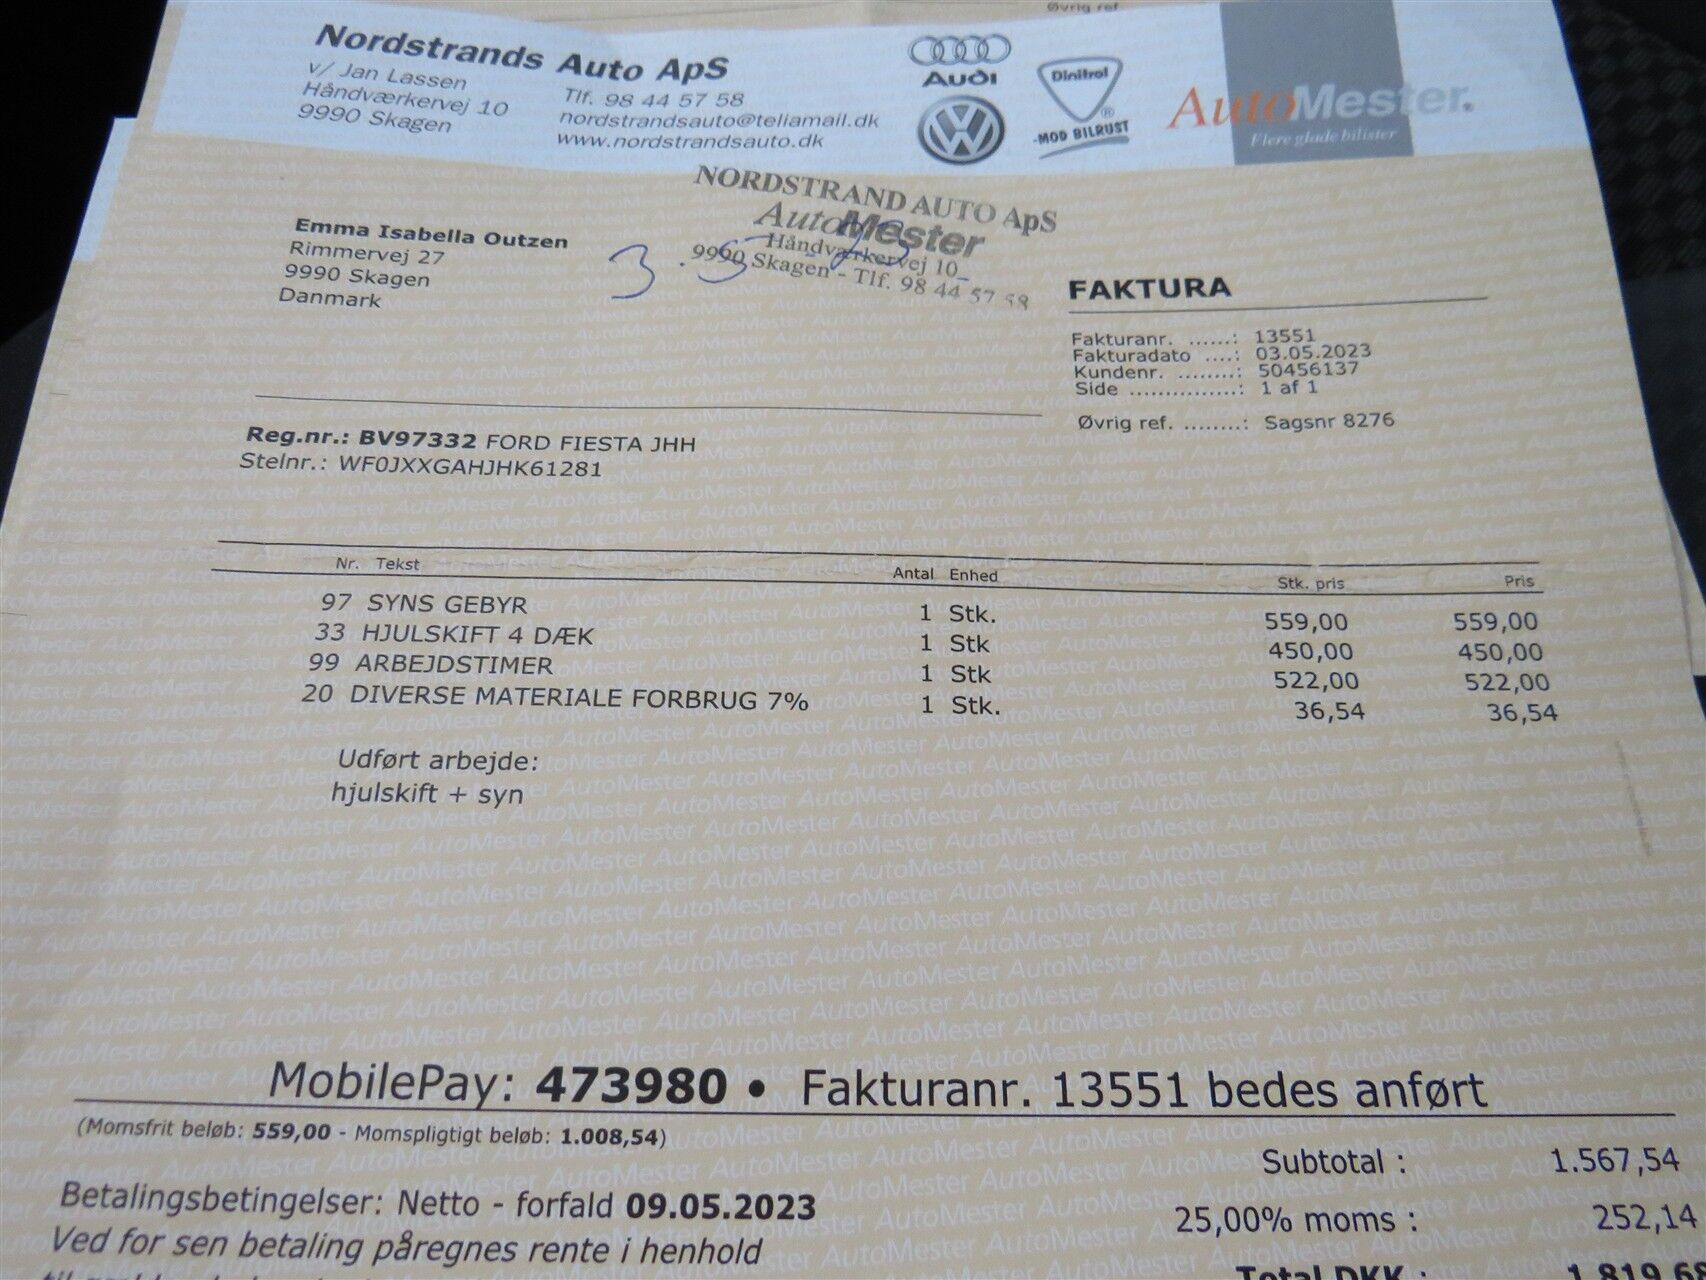 Øvrig ref
Nordstrands Auto ApS
v/ Jan Lassen
Håndværkervej 10
9990 Skagen
Tlf. 98 44 57 58
nordstrandsauto@teliamail.dk
www.nordstrandsauto.dk
Audi
Dinitrol
®
-MOD BILRUST
AutoMester®
Flere glade bilister
NORDSTRAND AUTO ApS
AutoMester
Håndværkervej 10
9990 Skagen - Tlf. 98 44 57 58
Emma Isabella Outzen
Rimmervej 27
9990 Skagen
Danmark
FAKTURA
Fakturanr. ......: 13551
Fakturadato ....: 03.05.2023
Kundenr. ........: 50456137
Side ...............: 1 af 1
Øvrig ref. ........: Sagsnr 8276
Reg.nr.: BV97332 FORD FIESTA JHH
Stelnr.: WF0JXXGAHJHK61281
Nr. Tekst Antal Enhed Stk. pris Pris
97 SYNS GEBYR 1 Stk. 559,00 559,00
33 HJULSKIFT 4 DÆK 1 Stk 450,00 450,00
99 ARBEJDSTIMER 1 Stk 522,00 522,00
20 DIVERSE MATERIALE FORBRUG 7% 1 Stk. 36,54 36,54
Udført arbejde:
hjulskift + syn
MobilePay: 473980 • Fakturanr. 13551 bedes anført
(Momsfrit beløb: 559,00 - Momspligtigt beløb: 1.008,54)
Subtotal : 1.567,54
Betalingsbetingelser: Netto - forfald 09.05.2023
25,00% moms : 252,14
Ved for sen betaling påregnes rente i henhold
Total DKK : 1.819,68